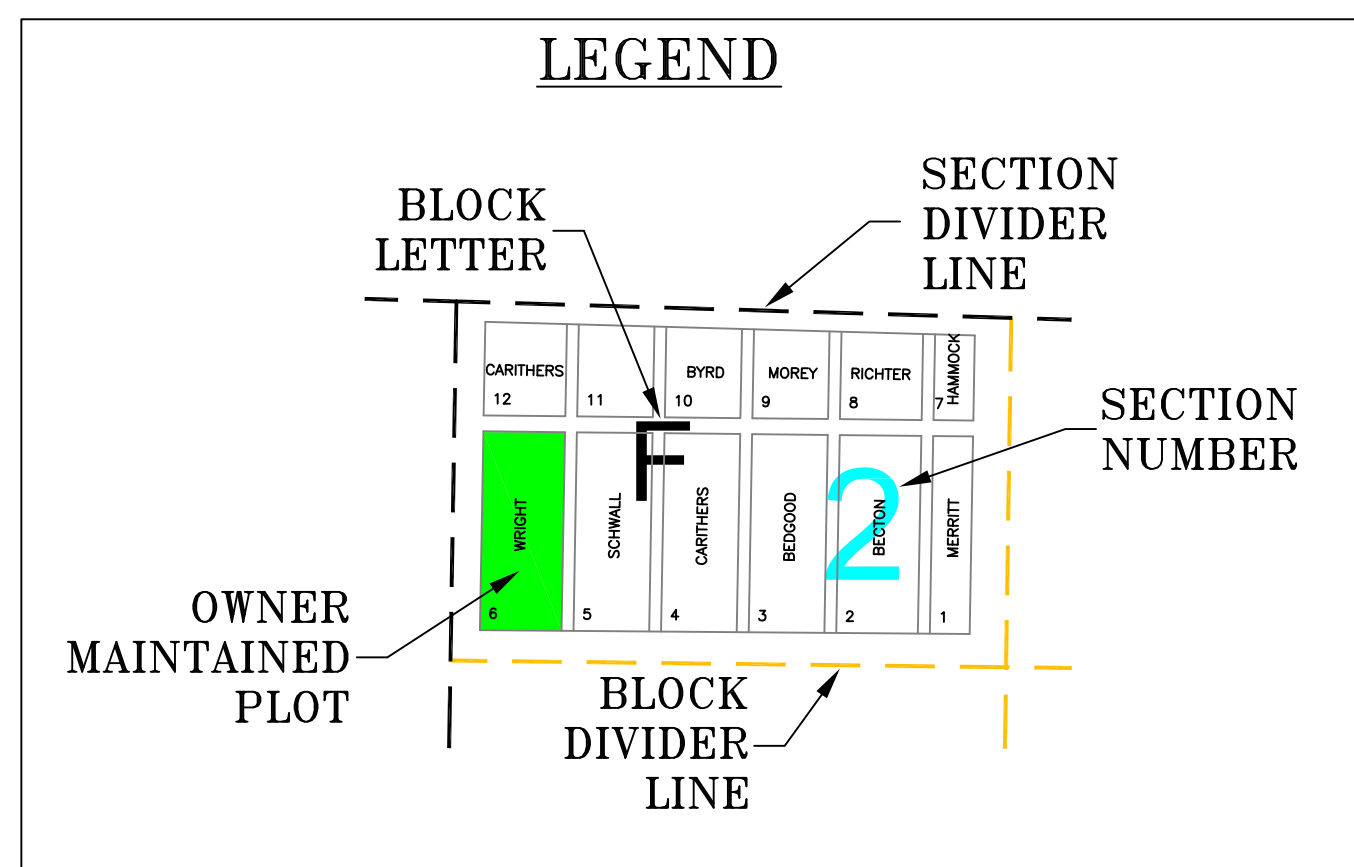 LEGEND
BLOCK
LETTER
SECTION
DIVIDER
LINE
CARITHERS
12
11
BYRD
10
MOREY
9
RICHTER
8
HAMMOCK
7
F
SECTION
NUMBER
2
WRIGHT
6
SCHWALL
5
CARITHERS
4
BEDGOOD
3
BECTON
2
MERRITT
1
OWNER
MAINTAINED
PLOT
BLOCK
DIVIDER
LINE